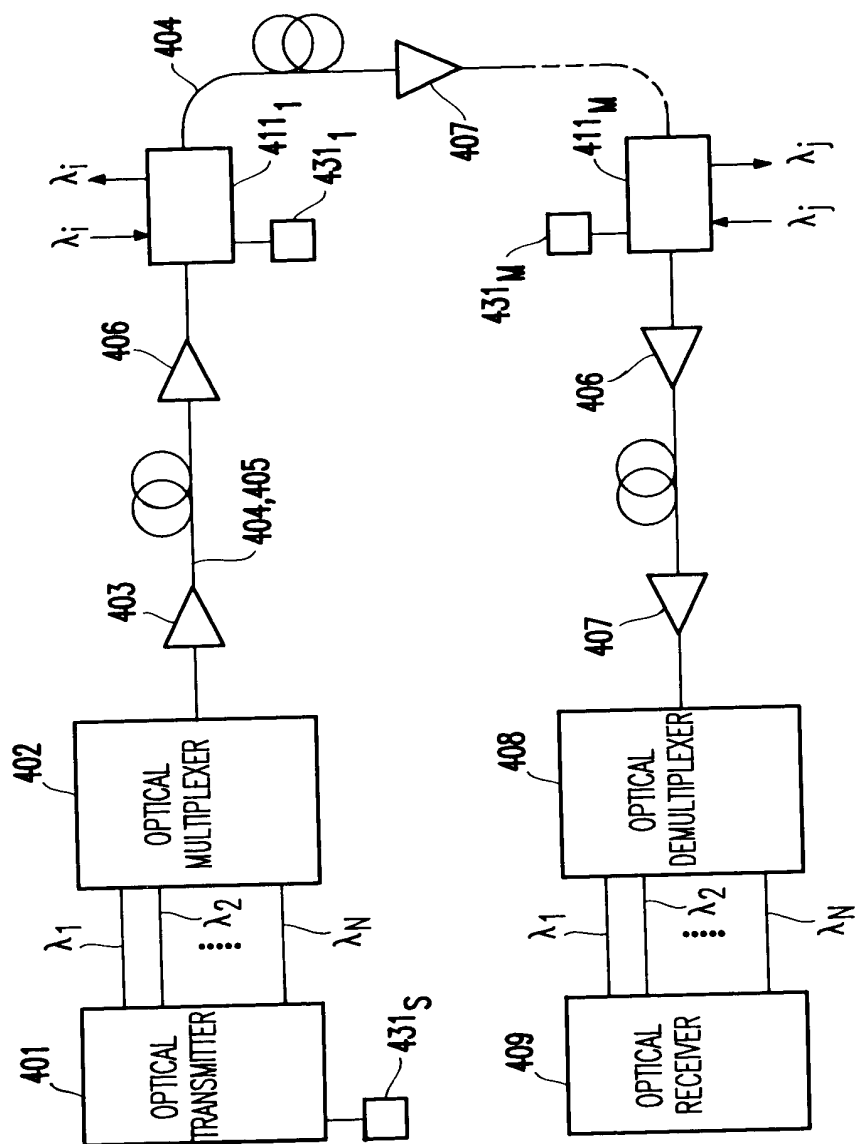 401
OPTICAL
TRANSMITTER
431S
λ1
λ2
.....
λN
402
OPTICAL
MULTIPLEXER
403
404,405
406
λi
λi
411₁
431₁
404
407
431M
411M
λj
λj
406
407
408
OPTICAL
DEMULTIPLEXER
λ1
λ2
.....
λN
409
OPTICAL
RECEIVER